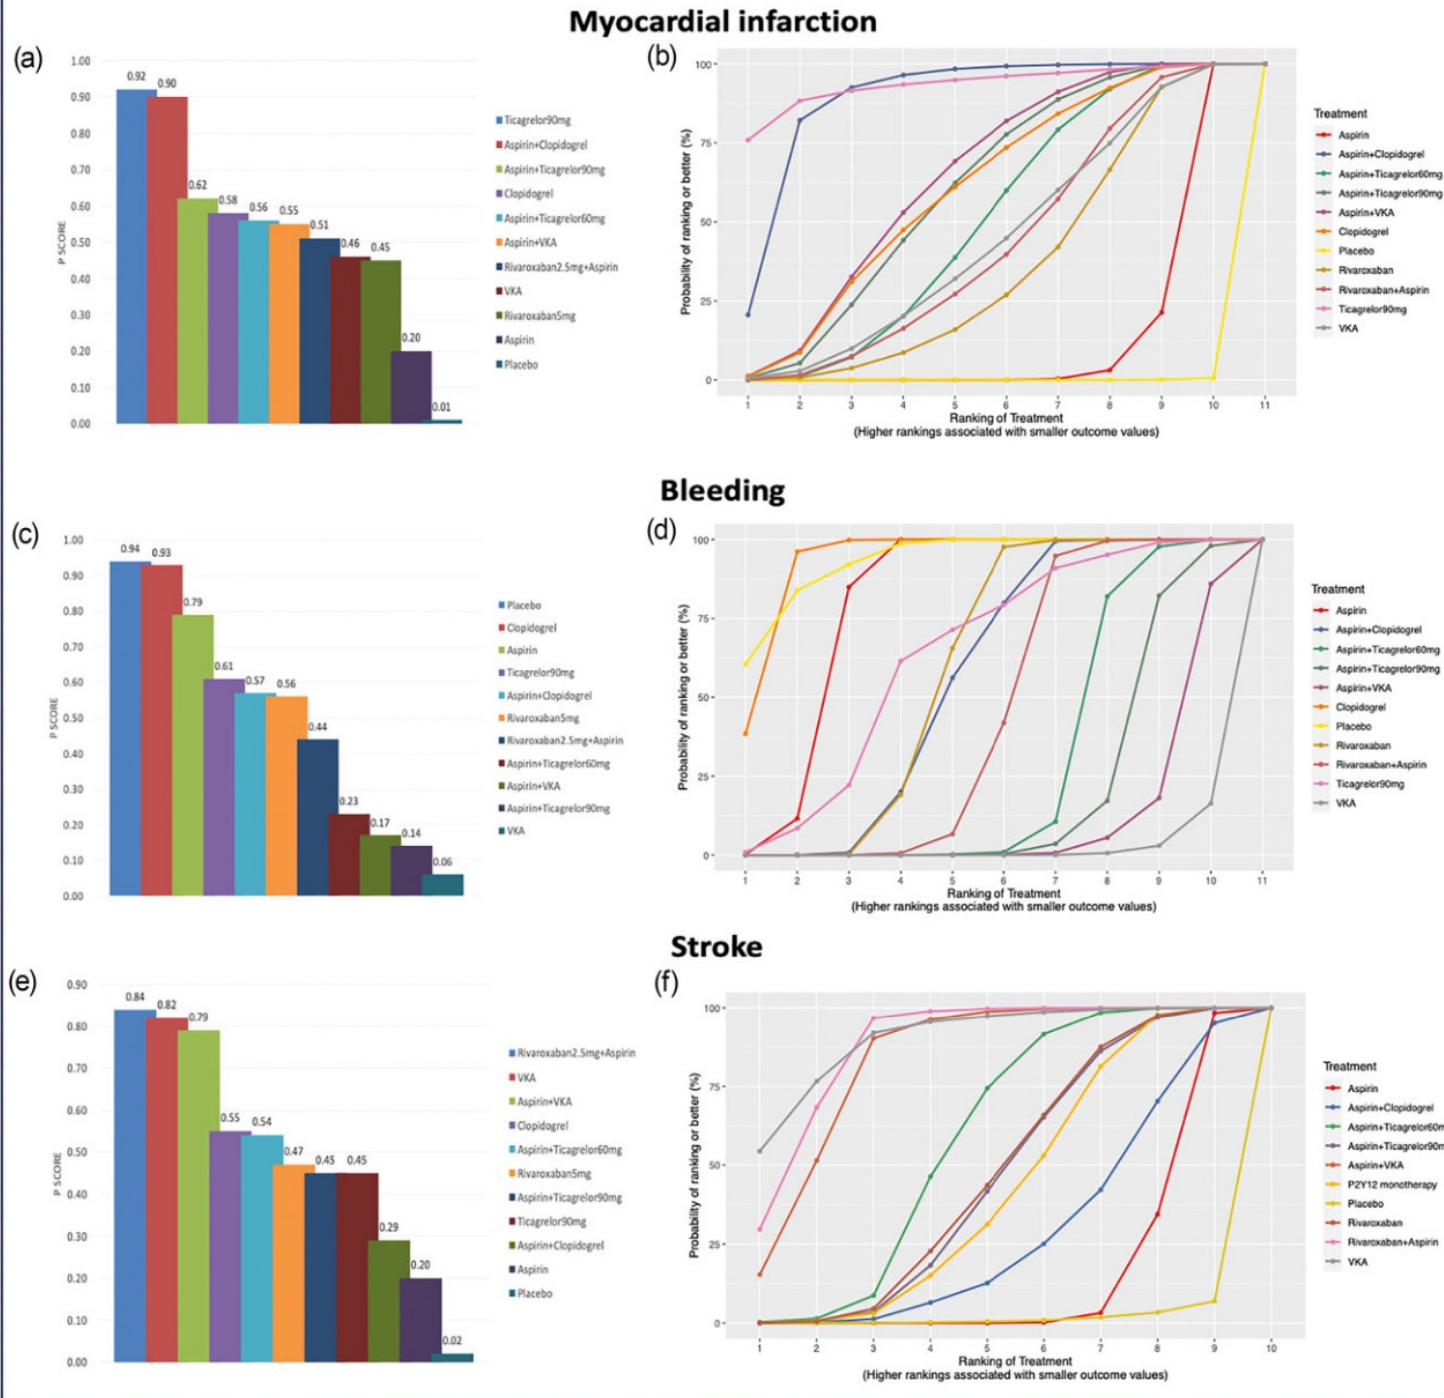 Myocardial infarction
(a)
1.00
0.90
0.80
0.70
0.60
0.50
0.40
0.30
0.20
0.10
0.00
P SCORE
0.92
0.90
0.62
0.58
0.56
0.55
0.51
0.46
0.45
0.20
0.01
Ticagrelor90mg
Aspirin+Clopidogrel
Aspirin+Ticagrelor90mg
Clopidogrel
Aspirin+Ticagrelor60mg
Aspirin+VKA
Rivaroxaban2.5mg+Aspirin
VKA
Rivaroxaban5mg
Aspirin
Placebo
(b)
100
75
50
25
0
Probability of ranking or better (%)
1 2 3 4 5 6 7 8 9 10 11
Ranking of Treatment
(Higher rankings associated with smaller outcome values)
Treatment
Aspirin
Aspirin+Clopidogrel
Aspirin+Ticagrelor60mg
Aspirin+Ticagrelor90mg
Aspirin+VKA
Clopidogrel
Placebo
Rivaroxaban
Rivaroxaban+Aspirin
Ticagrelor90mg
VKA
Bleeding
(c)
1.00
0.90
0.80
0.70
0.60
0.50
0.40
0.30
0.20
0.10
0.00
P SCORE
0.94
0.93
0.79
0.61
0.57
0.56
0.44
0.23
0.17
0.14
0.06
Placebo
Clopidogrel
Aspirin
Ticagrelor90mg
Aspirin+Clopidogrel
Rivaroxaban5mg
Rivaroxaban2.5mg+Aspirin
Aspirin+Ticagrelor60mg
Aspirin+VKA
Aspirin+Ticagrelor90mg
VKA
(d)
100
75
50
25
0
Probability of ranking or better (%)
1 2 3 4 5 6 7 8 9 10 11
Ranking of Treatment
(Higher rankings associated with smaller outcome values)
Treatment
Aspirin
Aspirin+Clopidogrel
Aspirin+Ticagrelor60mg
Aspirin+Ticagrelor90mg
Aspirin+VKA
Clopidogrel
Placebo
Rivaroxaban
Rivaroxaban+Aspirin
Ticagrelor90mg
VKA
Stroke
(e)
0.90
0.80
0.70
0.60
0.50
0.40
0.30
0.20
0.10
0.00
P SCORE
0.84
0.82
0.79
0.55
0.54
0.47
0.45
0.45
0.29
0.20
0.02
Rivaroxaban2.5mg+Aspirin
VKA
Aspirin+VKA
Clopidogrel
Aspirin+Ticagrelor60mg
Rivaroxaban5mg
Aspirin+Ticagrelor90mg
Ticagrelor90mg
Aspirin+Clopidogrel
Aspirin
Placebo
(f)
100
75
50
25
0
Probability of ranking or better (%)
1 2 3 4 5 6 7 8 9 10
Ranking of Treatment
(Higher rankings associated with smaller outcome values)
Treatment
Aspirin
Aspirin+Clopidogrel
Aspirin+Ticagrelor60m
Aspirin+Ticagrelor90m
Aspirin+VKA
P2Y12 monotherapy
Placebo
Rivaroxaban
Rivaroxaban+Aspirin
VKA